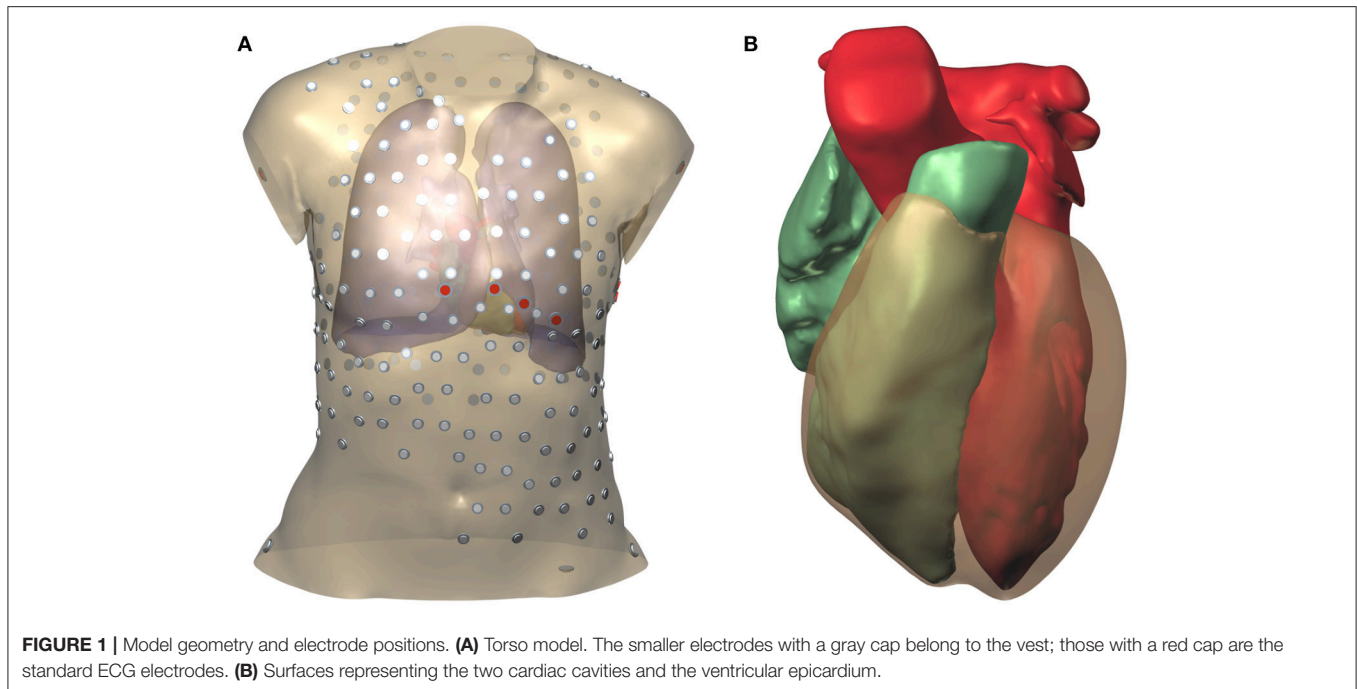 A
B
FIGURE 1 | Model geometry and electrode positions. (A) Torso model. The smaller electrodes with a gray cap belong to the vest; those with a red cap are the
standard ECG electrodes. (B) Surfaces representing the two cardiac cavities and the ventricular epicardium.